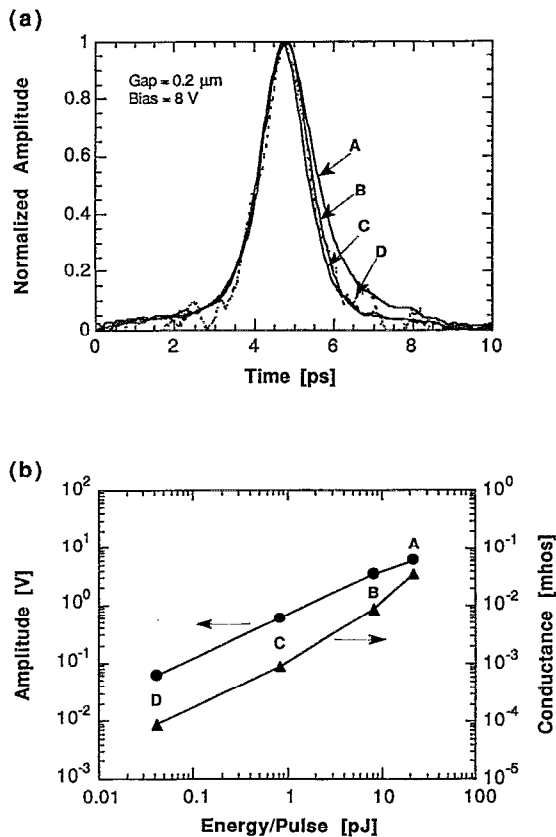 (a)
Normalized Amplitude
1
0.8
0.6
0.4
0.2
0
Gap = 0.2 μm
Bias = 8 V
A
B
C
D
0 2 4 6 8 10
Time [ps]
(b)
Amplitude [V]
10²
10¹
10⁰
10⁻¹
10⁻²
10⁻³
A
B
C
D
10⁰
10⁻¹
10⁻²
10⁻³
10⁻⁴
10⁻⁵
Conductance [mhos]
0.01 0.1 1 10 100
Energy/Pulse [pJ]